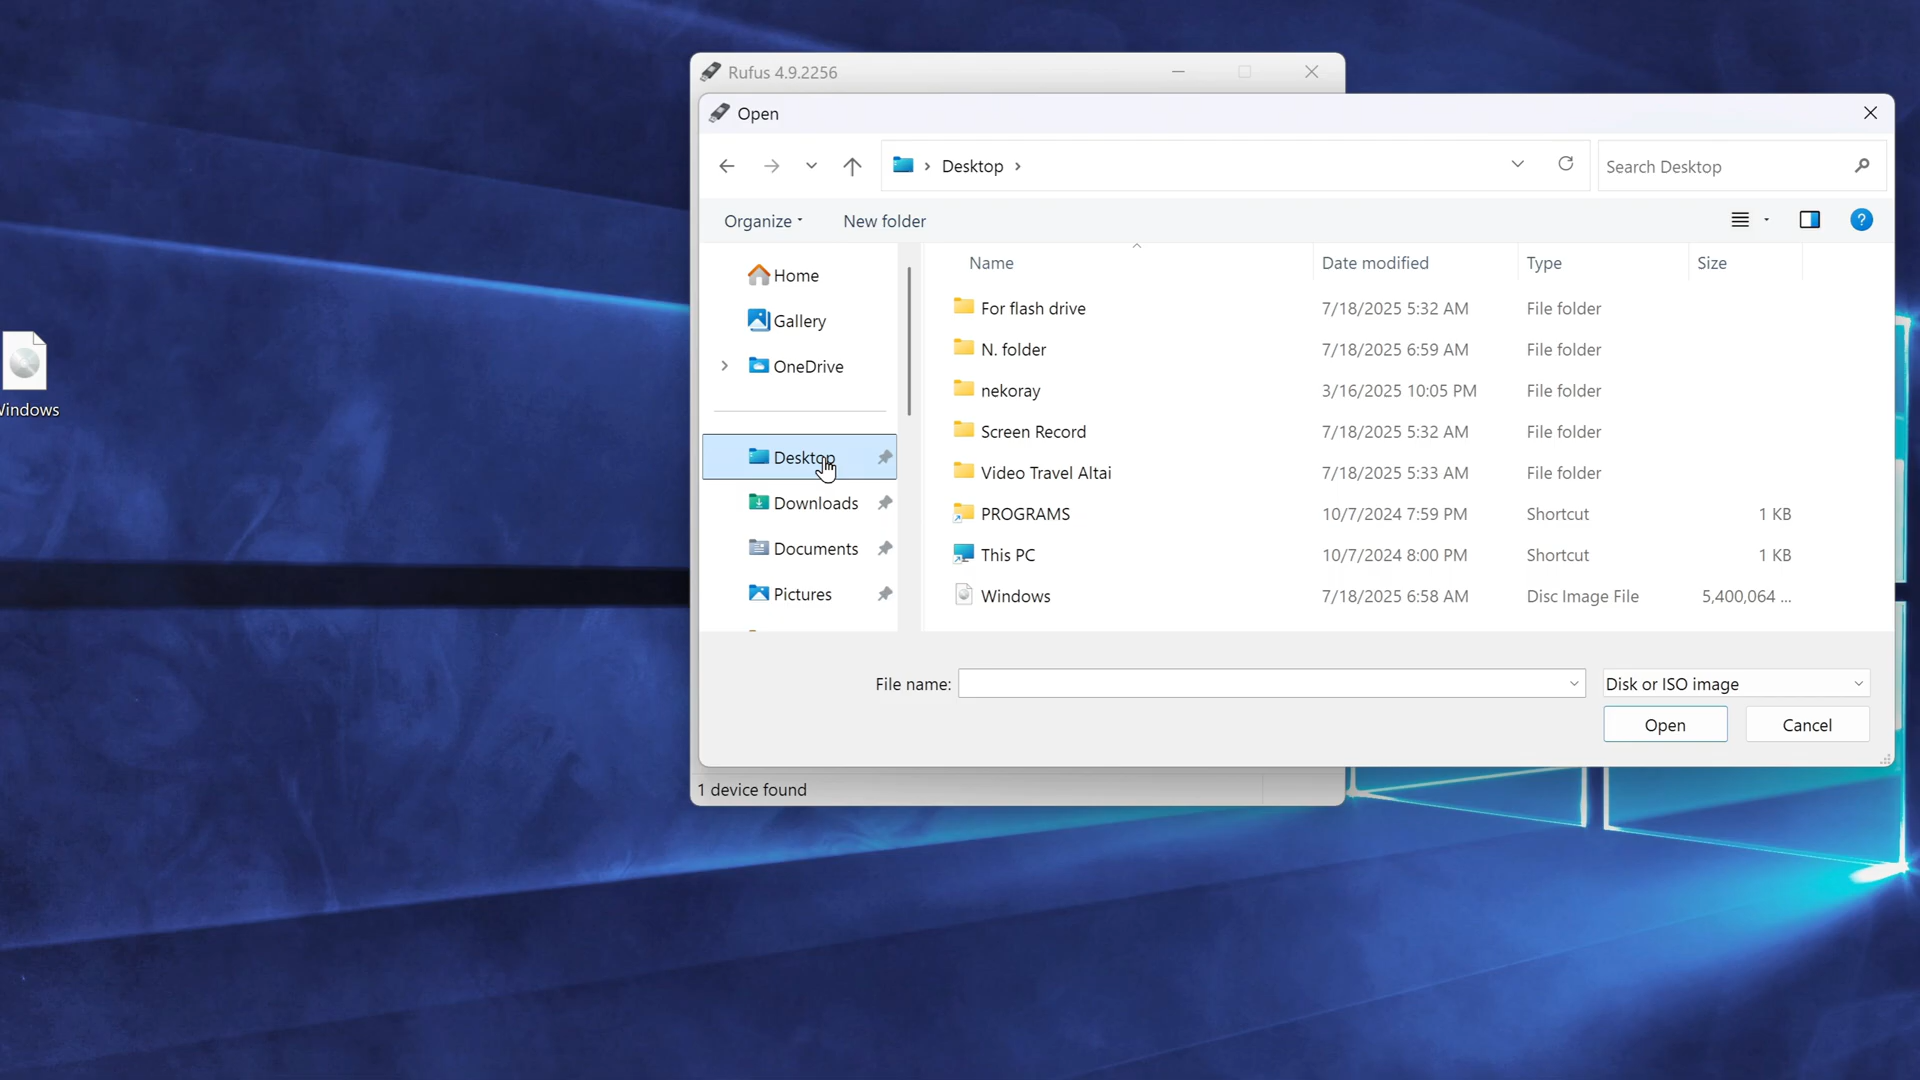 Rufus 4.9.2256
Open
Desktop
Search Desktop
Organize
New folder
Home
Gallery
OneDrive
Desktop
Downloads
Documents
Pictures
Name Date modified Type Size
For flash drive 7/18/2025 5:32 AM File folder
N. folder 7/18/2025 6:59 AM File folder
nekoray 3/16/2025 10:05 PM File folder
Screen Record 7/18/2025 5:32 AM File folder
Video Travel Altai 7/18/2025 5:33 AM File folder
PROGRAMS 10/7/2024 7:59 PM Shortcut 1 KB
This PC 10/7/2024 8:00 PM Shortcut 1 KB
Windows 7/18/2025 6:58 AM Disc Image File 5,400,064 ...
File name:
Disk or ISO image
Open
Cancel
1 device found
Windows